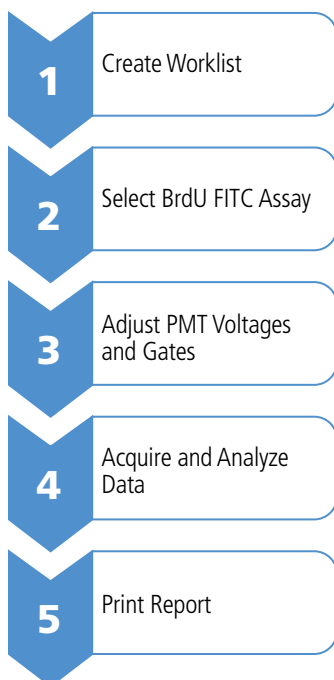 1
Create Worklist
2
Select BrdU FITC Assay
3
Adjust PMT Voltages
and Gates
4
Acquire and Analyze
Data
5
Print Report